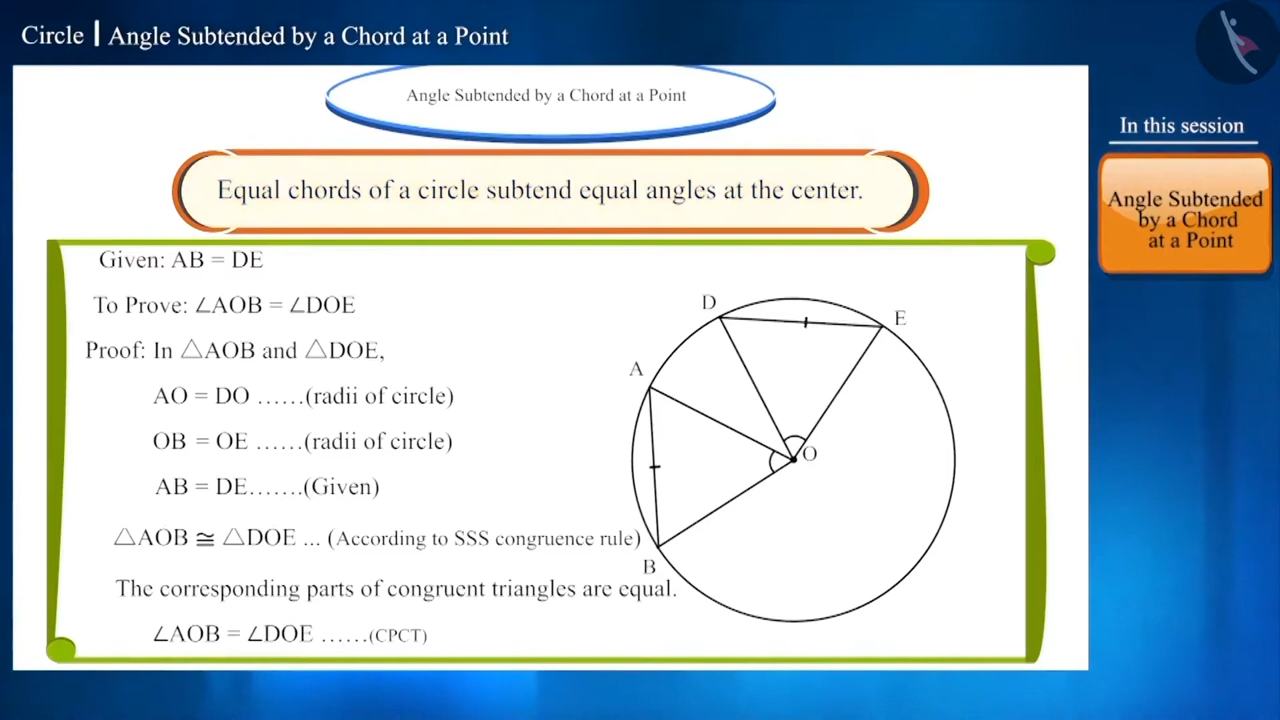 Circle | Angle Subtended by a Chord at a Point
Angle Subtended by a Chord at a Point
In this session
Angle Subtended
by a Chord
at a Point
Equal chords of a circle subtend equal angles at the center.
Given: AB = DE
To Prove: ∠AOB = ∠DOE
Proof: In △AOB and △DOE,
AO = DO ......(radii of circle)
OB = OE ......(radii of circle)
AB = DE.......(Given)
△AOB ≅ △DOE ... (According to SSS congruence rule)
The corresponding parts of congruent triangles are equal.
∠AOB = ∠DOE ......(CPCT)
D
E
A
O
B